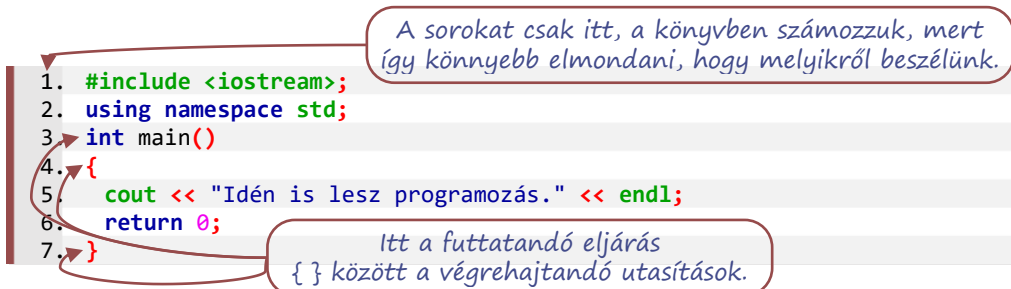 A sorokat csak itt, a könyvben számozzuk, mert
így könnyebb elmondani, hogy melyikről beszélünk.
1. #include <iostream>;
2. using namespace std;
3. int main()
4. {
5. cout << "Idén is lesz programozás." << endl;
6. return 0;
7. }
Itt a futtatandó eljárás
{ } között a végrehajtandó utasítások.